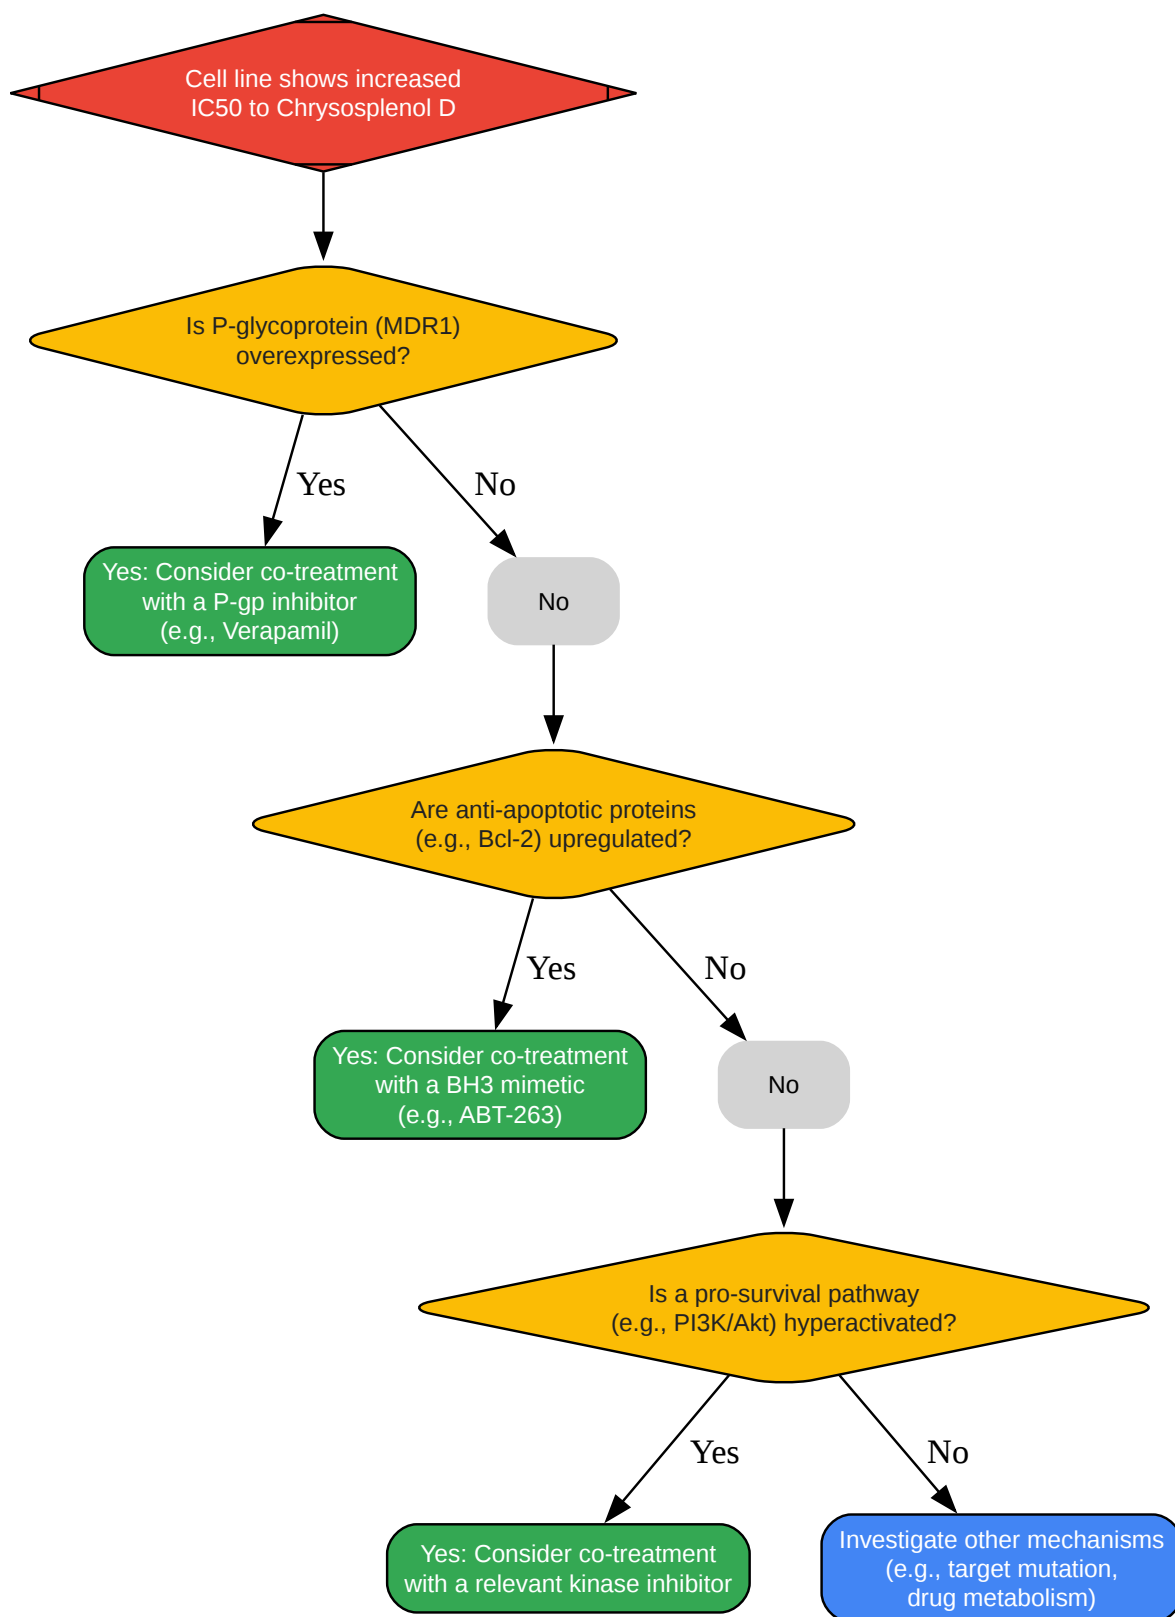 Cell line shows increased
IC50 to Chrysosplenol D
Is P-glycoprotein (MDR1)
overexpressed?
Yes
No
Yes: Consider co-treatment
with a P-gp inhibitor
(e.g., Verapamil)
No
Are anti-apoptotic proteins
(e.g., Bcl-2) upregulated?
Yes
No
Yes: Consider co-treatment
with a BH3 mimetic
(e.g., ABT-263)
No
Is a pro-survival pathway
(e.g., PI3K/Akt) hyperactivated?
Yes
No
Yes: Consider co-treatment
with a relevant kinase inhibitor
Investigate other mechanisms
(e.g., target mutation,
drug metabolism)